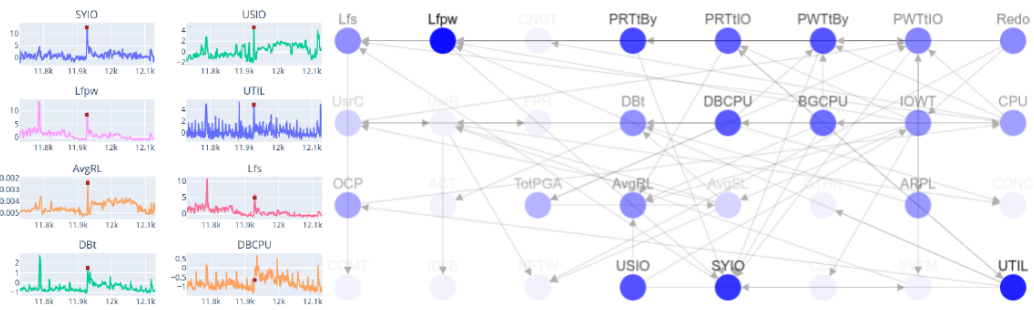 SYIO
USIO
10
5
0
11.8k 11.9k 12k 12.1k
4
2
0
−2
11.8k 11.9k 12k 12.1k
Lfpw
UTIL
10
5
0
11.8k 11.9k 12k 12.1k
4
2
0
11.8k 11.9k 12k 12.1k
AvgRL
Lfs
0.002
0.003
0.004
0.005
11.8k 11.9k 12k 12.1k
10
5
0
11.8k 11.9k 12k 12.1k
DBt
DBCPU
2
1
0
−1
11.8k 11.9k 12k 12.1k
0.5
0
−0.5
−1
11.8k 11.9k 12k 12.1k
Lfs Lfpw CNGT PRTtBy PRTtIO PWTtBy PWTtIO Redo
UsrC USR FPR DBt DBCPU BGCPU IOWT CPU
OCP ACT TotPGA AvgRL AvgSL ARPL CONC
COMT IDLE NETW USIO SYIO SVTM UTIL